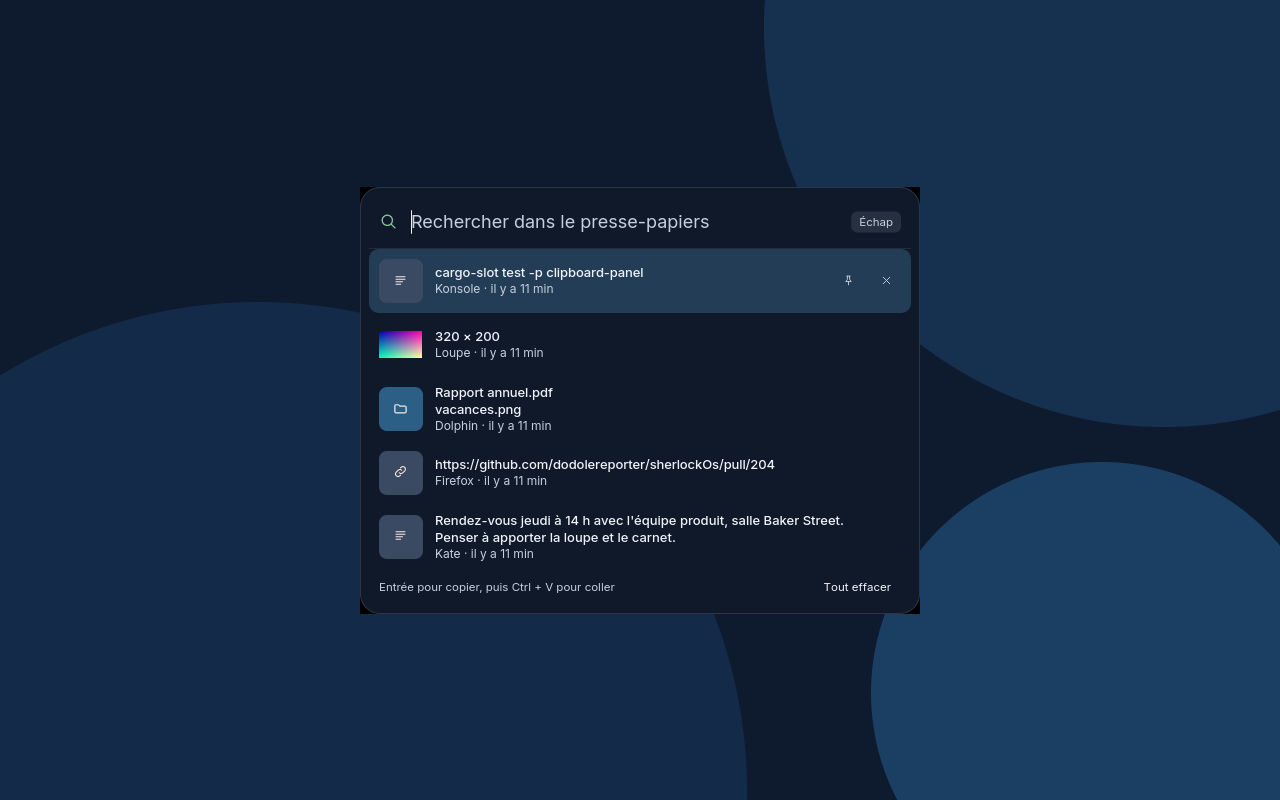 Rechercher dans le presse-papiers
Échap
cargo-slot test -p clipboard-panel
Konsole · il y a 11 min
320 × 200
Loupe · il y a 11 min
Rapport annuel.pdf
vacances.png
Dolphin · il y a 11 min
https://github.com/dodolereporter/sherlockOs/pull/204
Firefox · il y a 11 min
Rendez-vous jeudi à 14 h avec l'équipe produit, salle Baker Street.
Penser à apporter la loupe et le carnet.
Kate · il y a 11 min
Entrée pour copier, puis Ctrl + V pour coller
Tout effacer